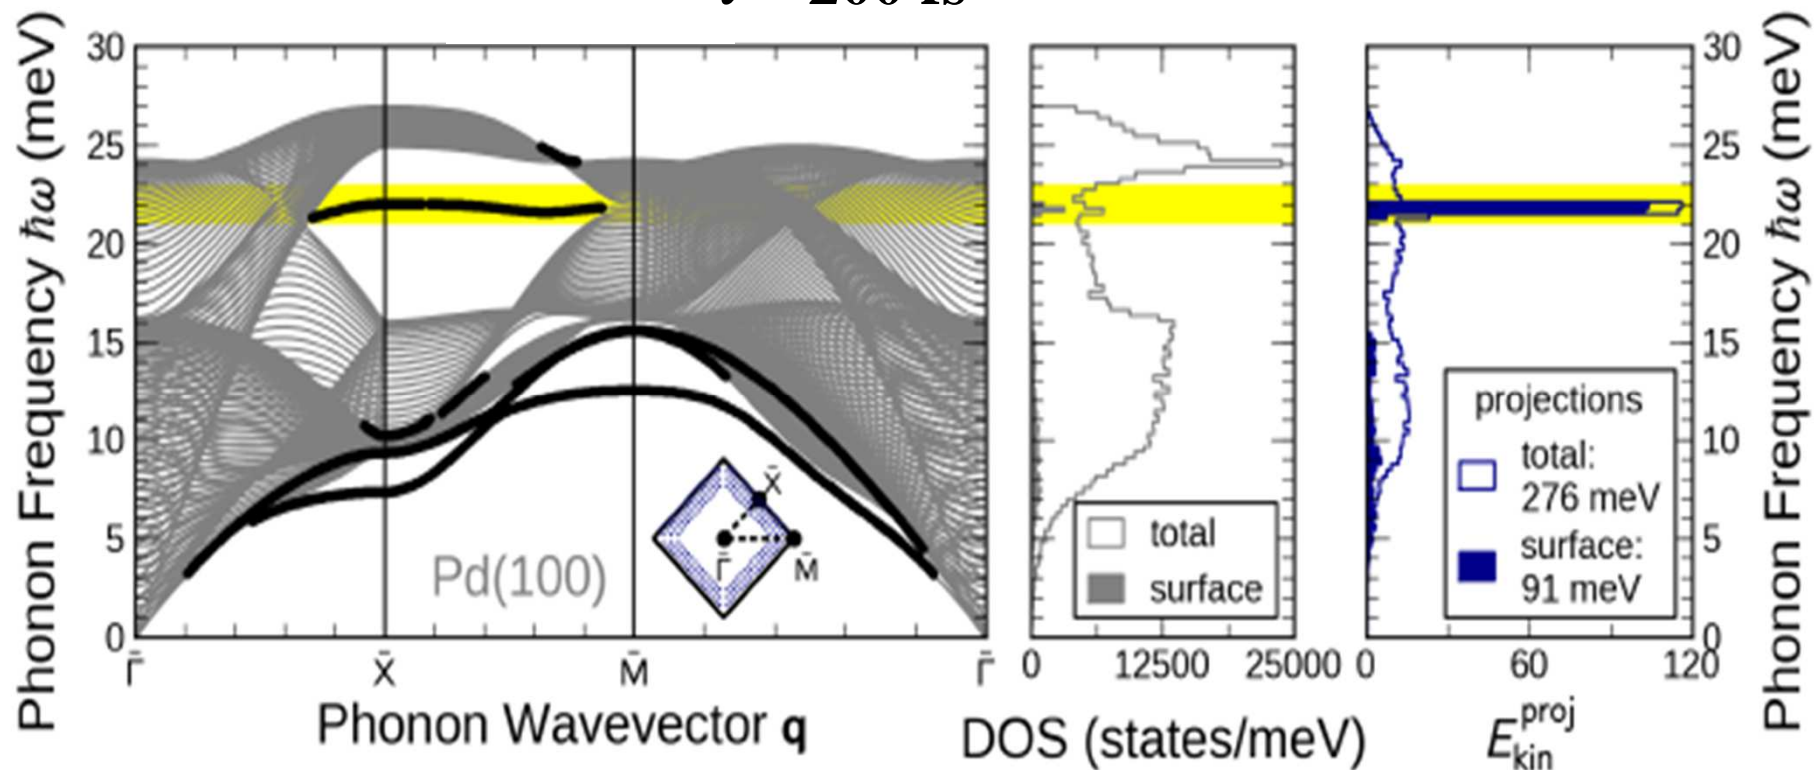 Phonon Frequency ħω (meV)
30
25
20
15
10
5
0
Γ̄
X̄
M̄
Γ̄
Phonon Wavevector q
Pd(100)
X̄
Γ̄
M̄
total
surface
0
12500
25000
DOS (states/meV)
projections
total:
276 meV
surface:
91 meV
0
60
120
E_kin^proj
30
25
20
15
10
5
0
Phonon Frequency ħω (meV)